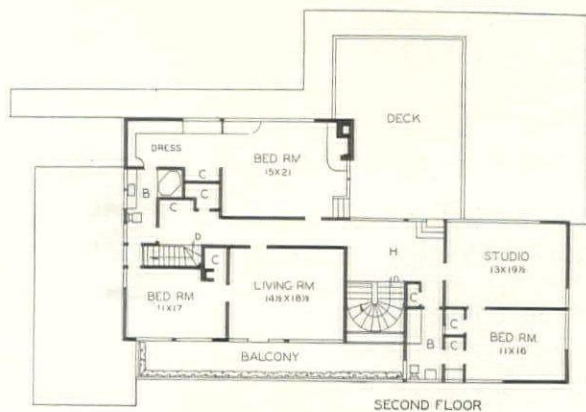 DECK
DRESS
BED RM
15X21
B
C
C
C
D
H
C
STUDIO
13X19½
BED RM
11X17
LIVING RM.
14½X18½
C
C
C
B
BED RM.
11X16
BALCONY
SECOND FLOOR